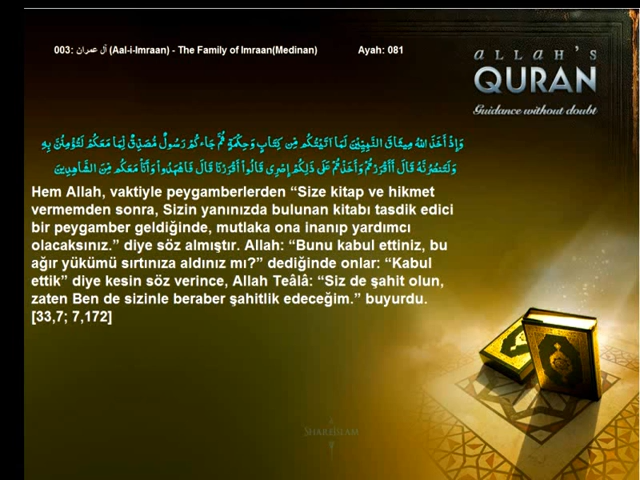 003: آل عمران (Aal-i-Imraan) - The Family of Imraan(Medinan) Ayah: 081
ALLAH'S
QURAN
Guidance without doubt
وَإِذْ أَخَذَ اللهُ مِيثَاقَ النَّبِيِّيْنَ لَمَا آتَيْتُكُم مِّن كِتَابٍ وَحِكْمَةٍ ثُمَّ جَاءكُمْ رَسُولٌ مُّصَدِّقٌ لِّمَا مَعَكُمْ لَتُؤْمِنُنَّ بِهِ
وَلَتَنصُرُنَّهُ قَالَ أَأَقْرَرْتُمْ وَأَخَذْتُمْ عَلَى ذَلِكُمْ إِصْرِي قَالُواْ أَقْرَرْنَا قَالَ فَاشْهَدُواْ وَأَنَاْ مَعَكُم مِّنَ الشَّاهِدِينَ
Hem Allah, vaktiyle peygamberlerden “Size kitap ve hikmet
vermemden sonra, Sizin yanınızda bulunan kitabı tasdik edici
bir peygamber geldiğinde, mutlaka ona inanıp yardımcı
olacaksınız.” diye söz almıştır. Allah: “Bunu kabul ettiniz, bu
ağır yükümü sırtınıza aldınız mı?” dediğinde onlar: “Kabul
ettik” diye kesin söz verince, Allah Teâlâ: “Siz de şahit olun,
zaten Ben de sizinle beraber şahitlik edeceğim.” buyurdu.
[33,7; 7,172]
SHAREISLAM